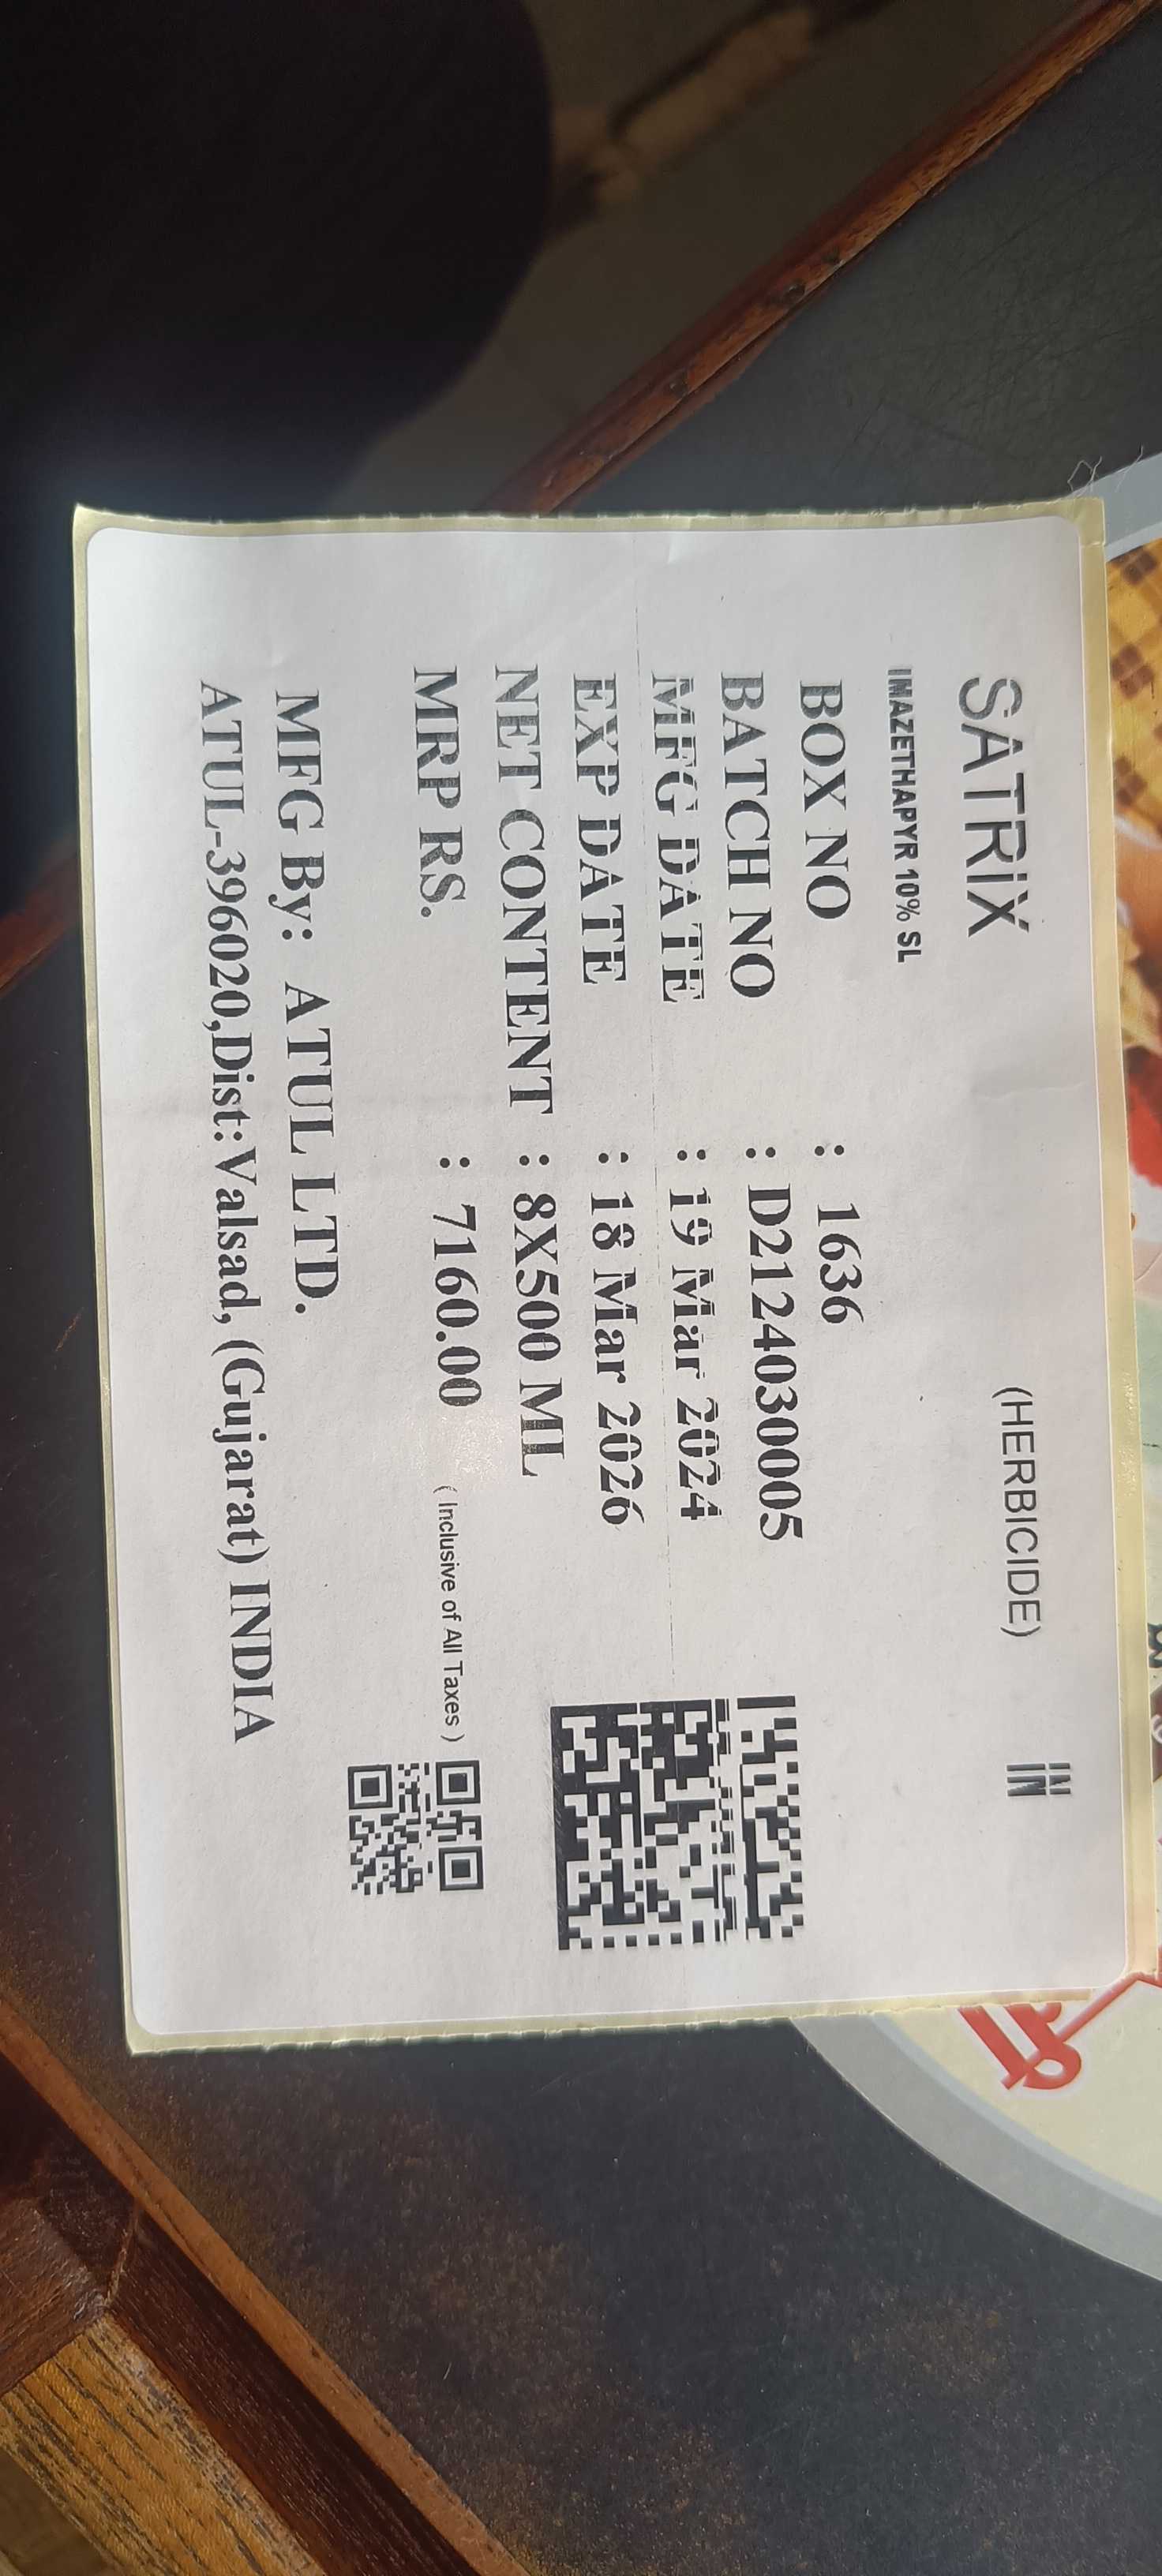 SATRiX (HERBICIDE) IN
IMAZETHAPYR 10% SL
BOX NO : 1636
BATCH NO : D2124030005
MFG DATE : 19 Mar 2024
EXP DATE : 18 Mar 2026
NET CONTENT : 8X500 ML
MRP RS. : 7160.00 ( Inclusive of All Taxes )
MFG By: ATUL LTD.
ATUL-396020,Dist:Valsad, (Gujarat) INDIA